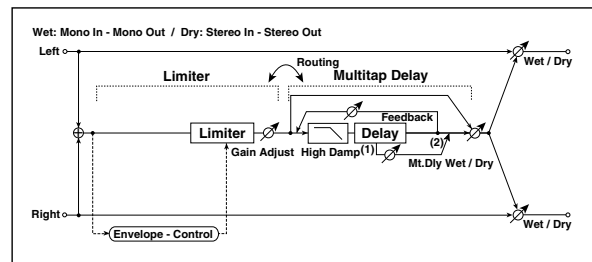 Wet: Mono In - Mono Out / Dry: Stereo In - Stereo Out
Left
Wet / Dry
Routing
Limiter
Multitap Delay
Feedback
Limiter
Delay
Gain Adjust
High Damp
(1)
(2)
Mt.Dly Wet / Dry
Right
Wet / Dry
Envelope - Control